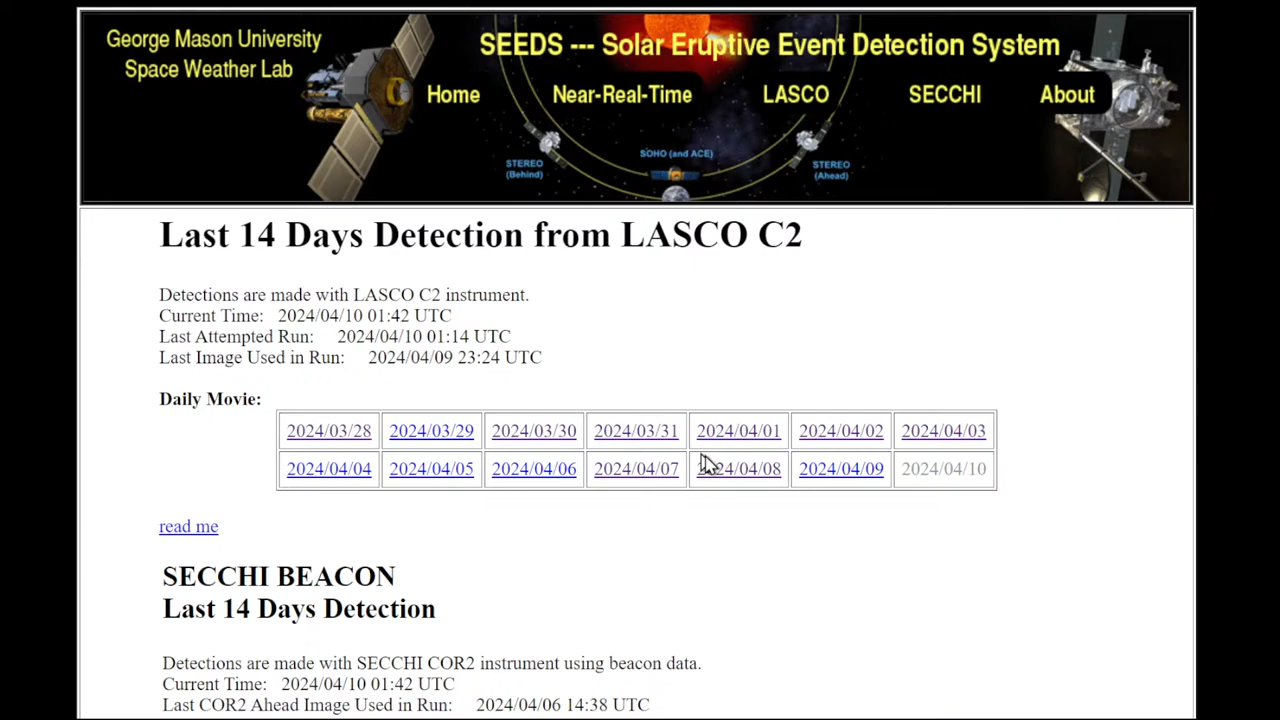 George Mason University
Space Weather Lab
SEEDS --- Solar Eruptive Event Detection System
Home Near-Real-Time LASCO SECCHI About
STEREO
(Behind)
SOHO (and ACE)
STEREO
(Ahead)
Last 14 Days Detection from LASCO C2
Detections are made with LASCO C2 instrument.
Current Time: 2024/04/10 01:42 UTC
Last Attempted Run: 2024/04/10 01:14 UTC
Last Image Used in Run: 2024/04/09 23:24 UTC
Daily Movie:
2024/03/28 2024/03/29 2024/03/30 2024/03/31 2024/04/01 2024/04/02 2024/04/03
2024/04/04 2024/04/05 2024/04/06 2024/04/07 2024/04/08 2024/04/09 2024/04/10
read me
SECCHI BEACON
Last 14 Days Detection
Detections are made with SECCHI COR2 instrument using beacon data.
Current Time: 2024/04/10 01:42 UTC
Last COR2 Ahead Image Used in Run: 2024/04/06 14:38 UTC